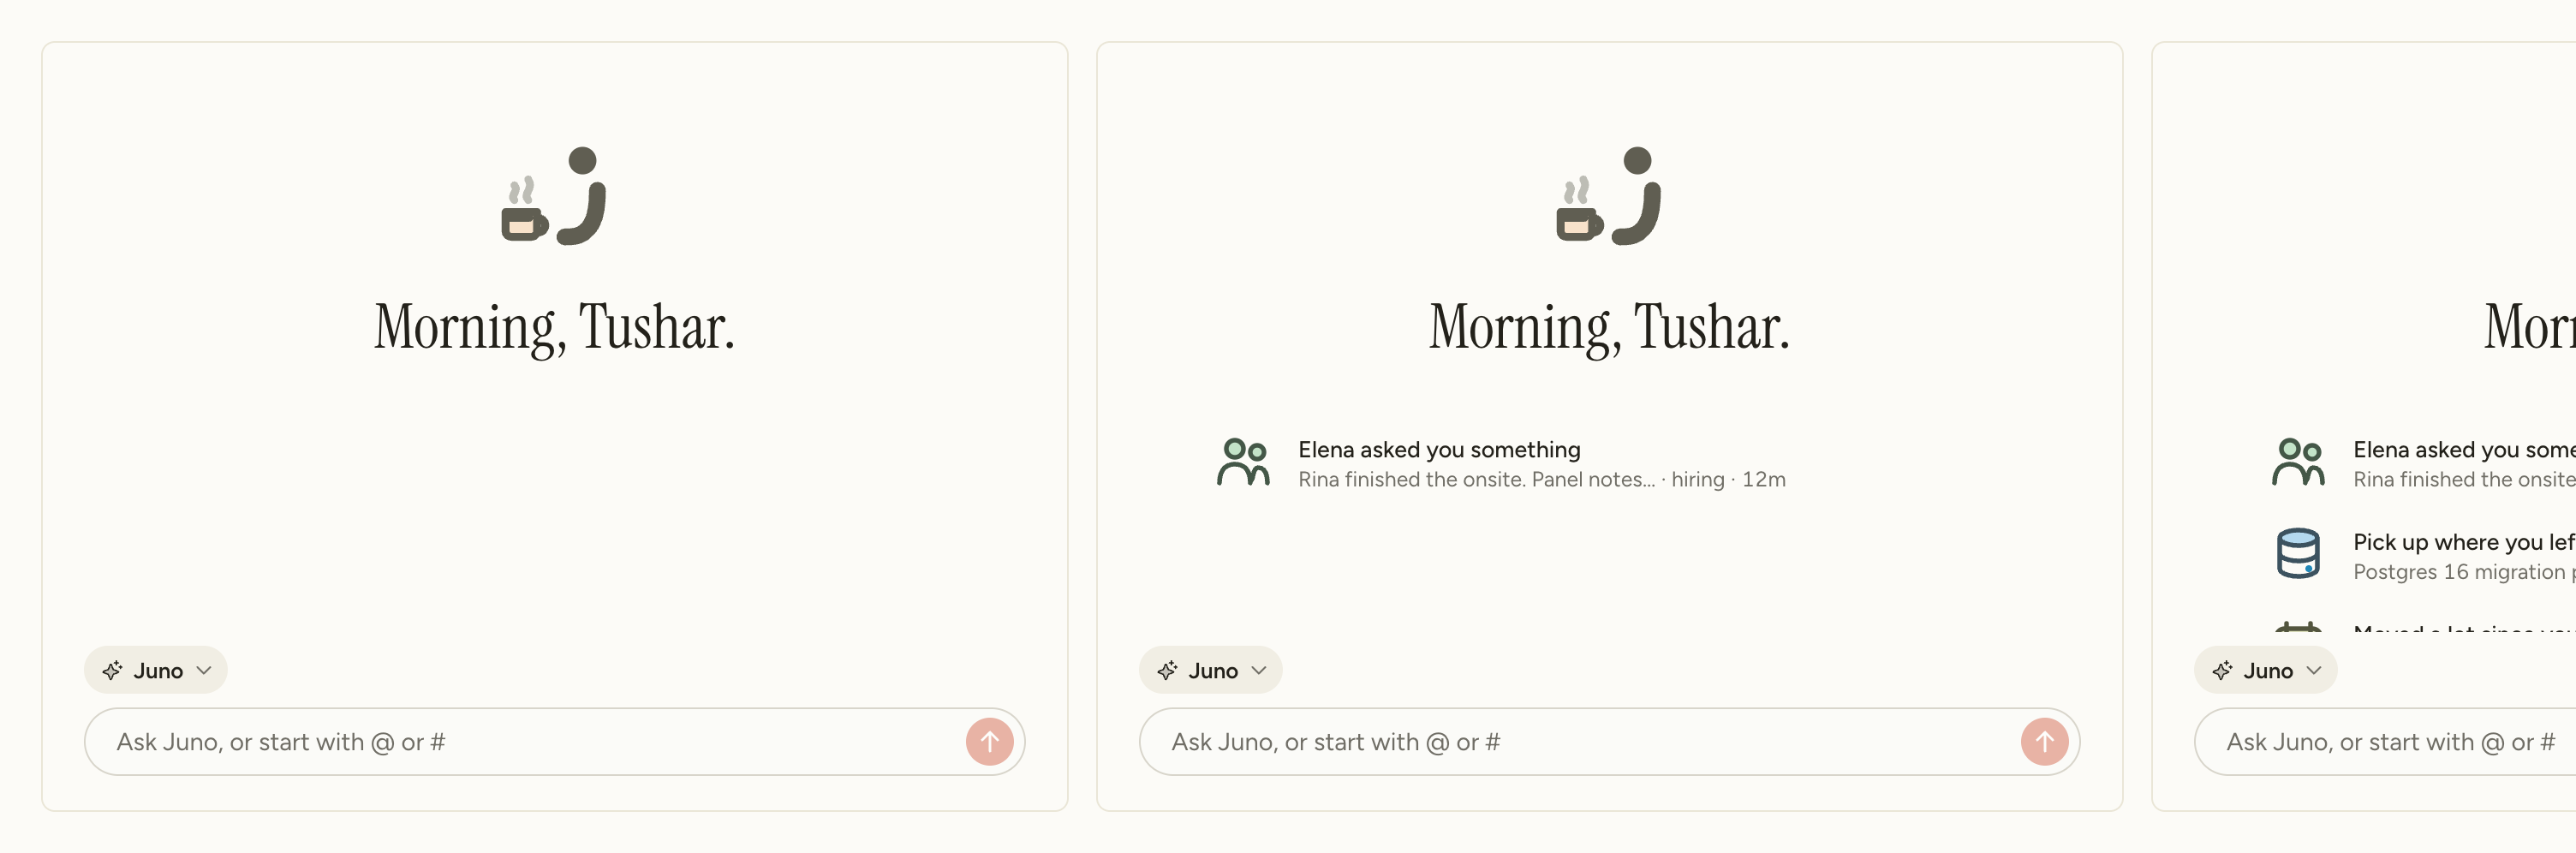 Morning, Tushar.
Juno
Ask Juno, or start with @ or #
Morning, Tushar.
Elena asked you something
Rina finished the onsite. Panel notes... · hiring · 12m
Juno
Ask Juno, or start with @ or #
Elena asked you
Rina finished the onsite
Pick up where you
Postgres 16 migration
Juno
Ask Juno, or start with @ or #